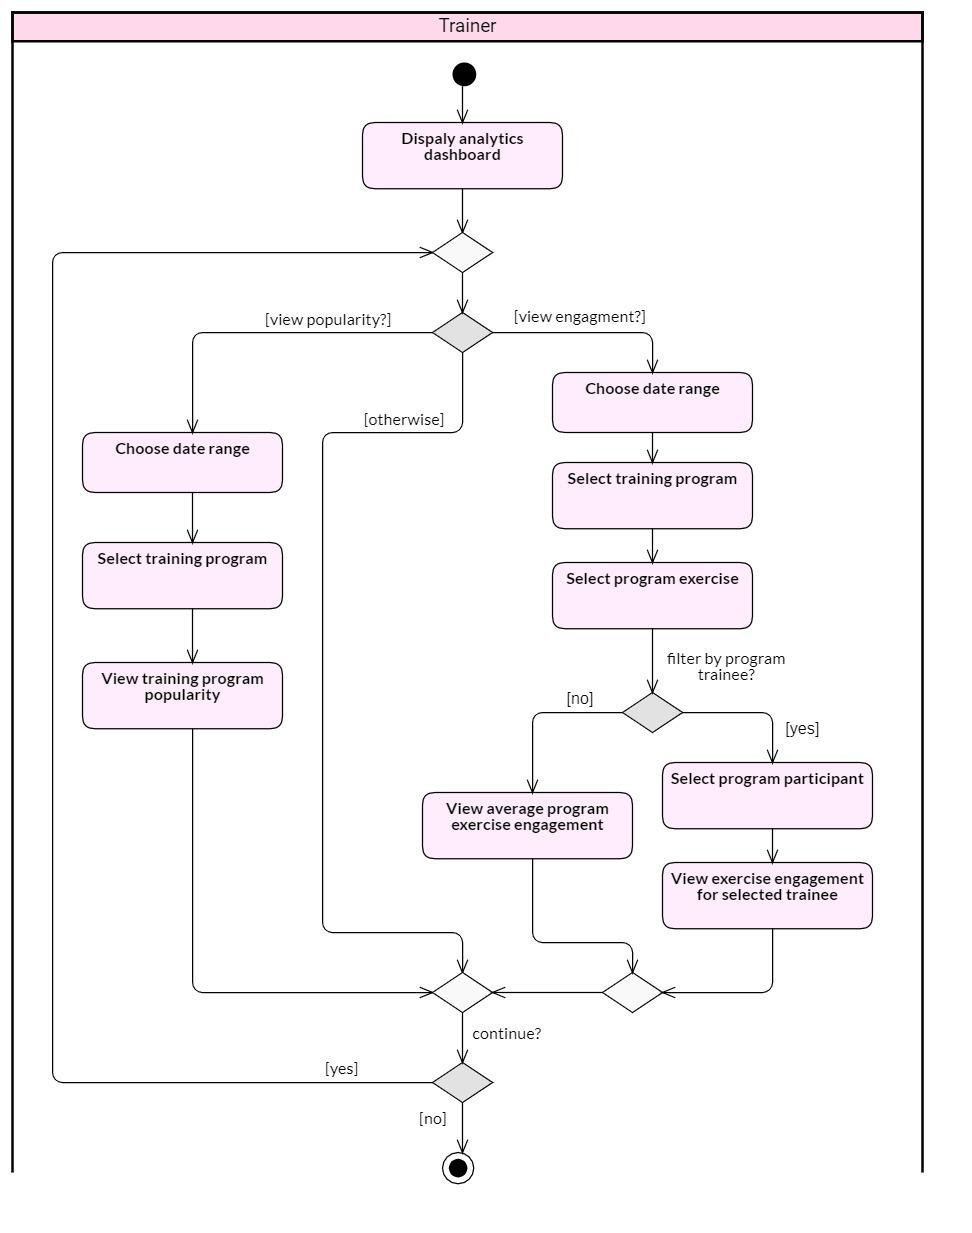 Trainer
Dispaly analytics
dashboard
[view popularity?]
[view engagment?]
[otherwise]
Choose date range
Select training program
View training program
popularity
Choose date range
Select training program
Select program exercise
filter by program
trainee?
[no]
[yes]
View average program
exercise engagement
Select program participant
View exercise engagement
for selected trainee
continue?
[yes]
[no]